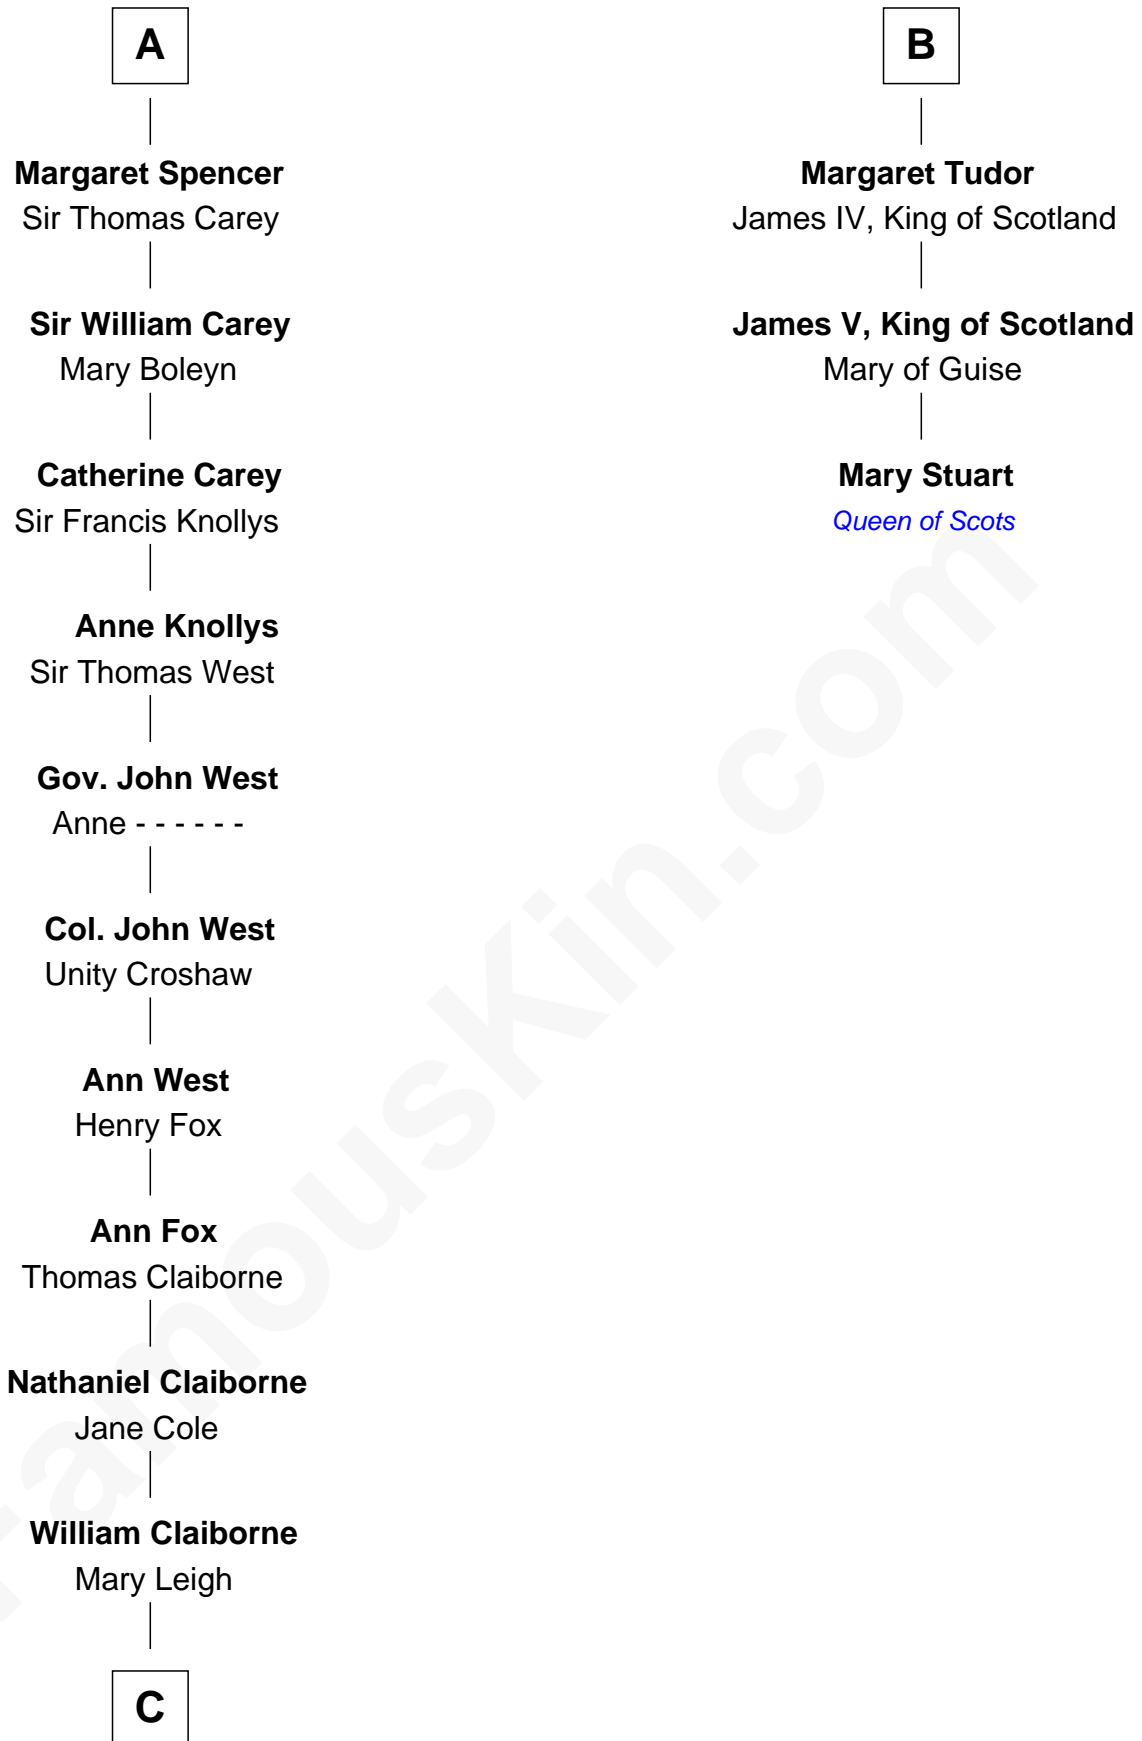 A
Margaret Spencer
Sir Thomas Carey
Sir William Carey
Mary Boleyn
Catherine Carey
Sir Francis Knollys
Anne Knollys
Sir Thomas West
Gov. John West
Anne - - - - - -
Col. John West
Unity Croshaw
Ann West
Henry Fox
Ann Fox
Thomas Claiborne
Nathaniel Claiborne
Jane Cole
William Claiborne
Mary Leigh
C
B
Margaret Tudor
James IV, King of Scotland
James V, King of Scotland
Mary of Guise
Mary Stuart
Queen of Scots
FamousKin.com